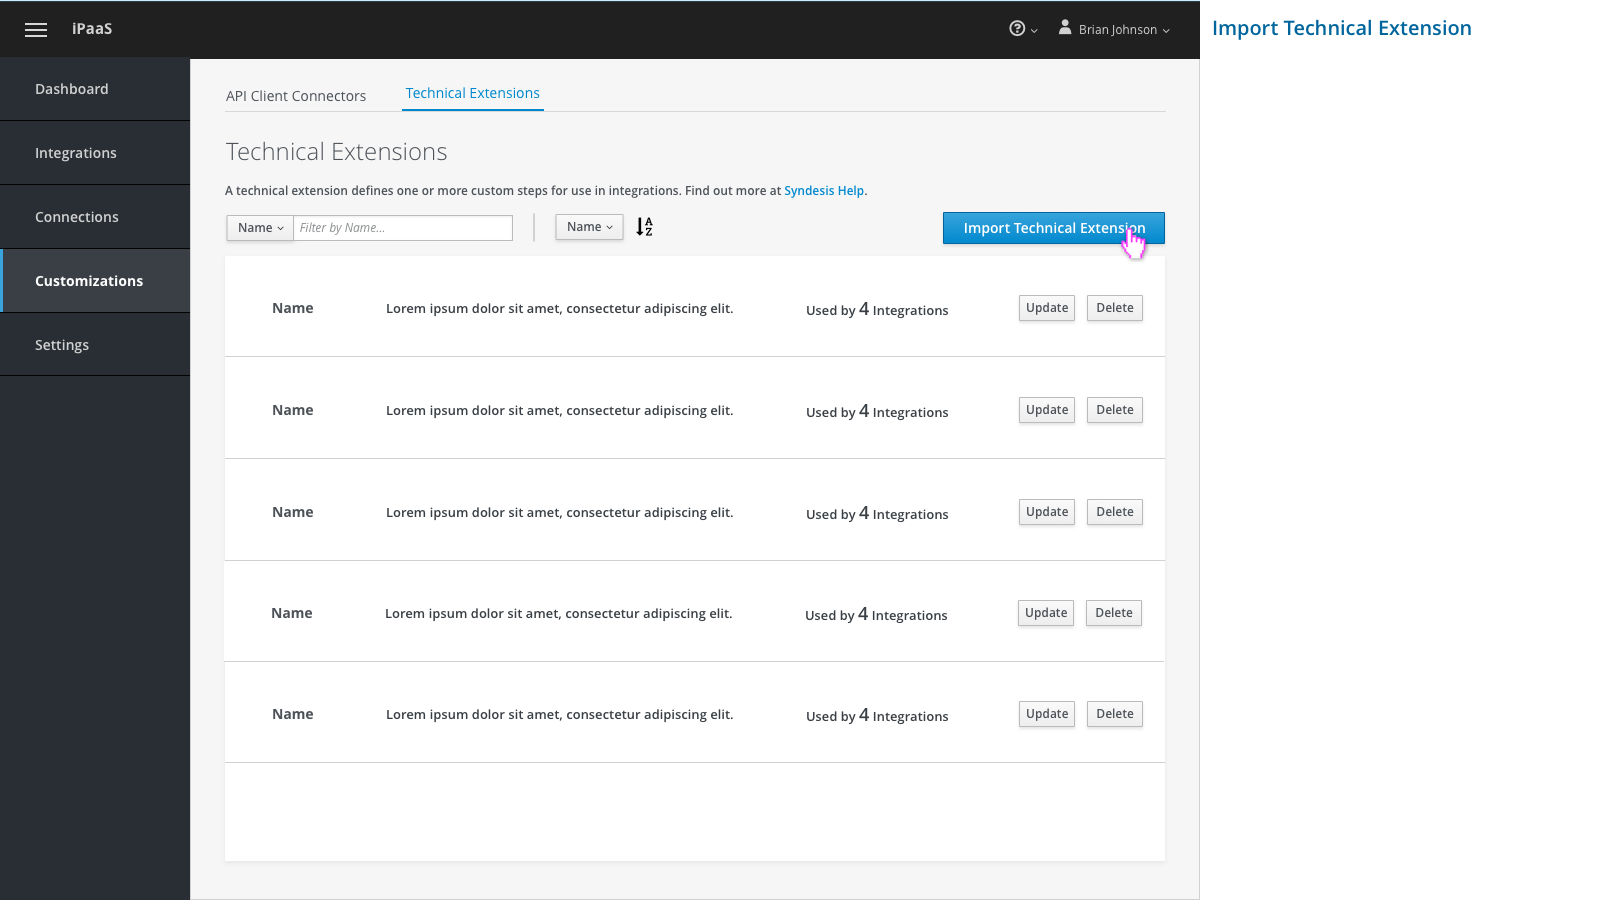 iPaaS
Brian Johnson
Import Technical Extension
Dashboard
Integrations
Connections
Customizations
Settings
API Client Connectors
Technical Extensions
Technical Extensions
A technical extension defines one or more custom steps for use in integrations. Find out more at Syndesis Help.
Name
Filter by Name...
Name
A
Z
Import Technical Extension
Name Lorem ipsum dolor sit amet, consectetur adipiscing elit. Used by 4 Integrations Update Delete
Name Lorem ipsum dolor sit amet, consectetur adipiscing elit. Used by 4 Integrations Update Delete
Name Lorem ipsum dolor sit amet, consectetur adipiscing elit. Used by 4 Integrations Update Delete
Name Lorem ipsum dolor sit amet, consectetur adipiscing elit. Used by 4 Integrations Update Delete
Name Lorem ipsum dolor sit amet, consectetur adipiscing elit. Used by 4 Integrations Update Delete